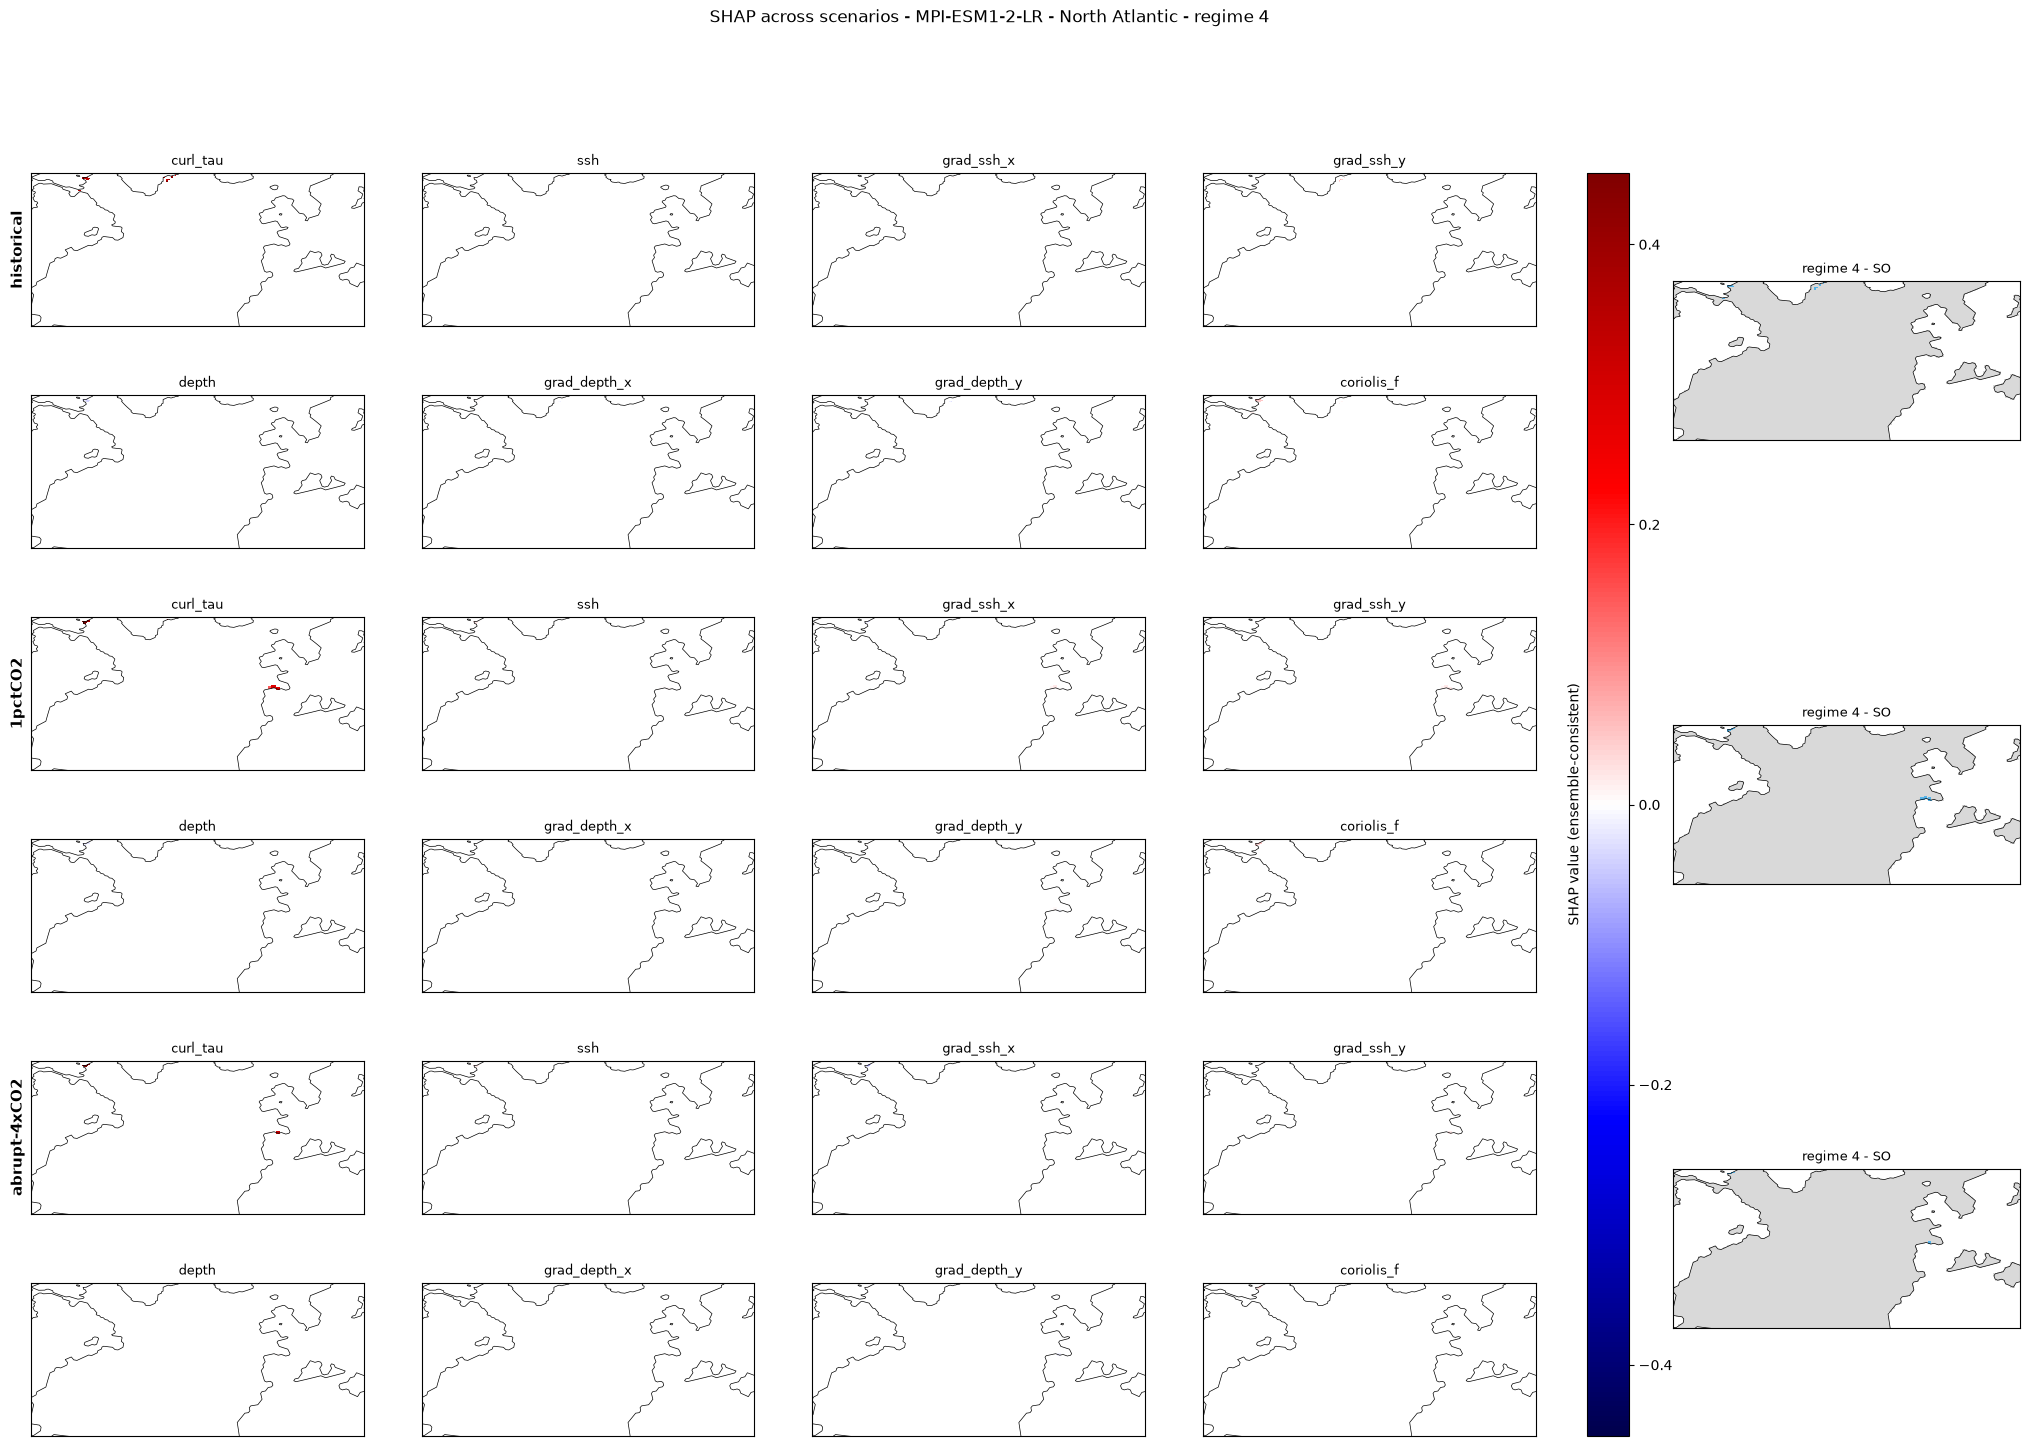 SHAP across scenarios - MPI-ESM1-2-LR - North Atlantic - regime 4
historical
curl_tau
ssh
grad_ssh_x
grad_ssh_y
depth
grad_depth_x
grad_depth_y
coriolis_f
1pctCO2
curl_tau
ssh
grad_ssh_x
grad_ssh_y
depth
grad_depth_x
grad_depth_y
coriolis_f
abrupt-4xCO2
curl_tau
ssh
grad_ssh_x
grad_ssh_y
depth
grad_depth_x
grad_depth_y
coriolis_f
SHAP value (ensemble-consistent)
0.4
0.2
0.0
−0.2
−0.4
regime 4 - SO
regime 4 - SO
regime 4 - SO